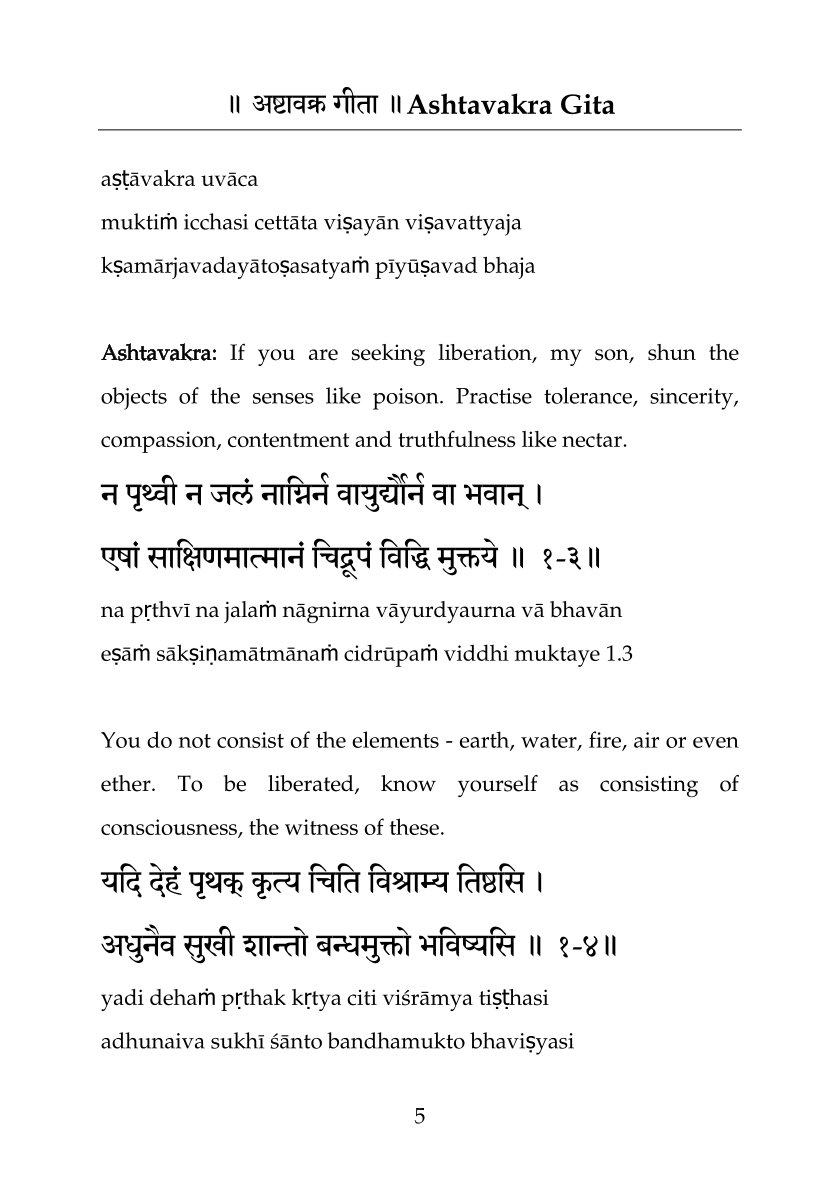 ॥ अष्टावक्र गीता ॥ Ashtavakra Gita
aṣṭāvakra uvāca
muktiṁ icchasi cettāta viṣayān viṣavattyaja
kṣamārjavadayātoṣasatyaṁ pīyūṣavad bhaja
Ashtavakra: If you are seeking liberation, my son, shun the
objects of the senses like poison. Practise tolerance, sincerity,
compassion, contentment and truthfulness like nectar.
न पृथ्वी न जलं नाग्निर्न वायुर्द्यौर्न वा भवान् ।
एषां साक्षिणमात्मानं चिद्रूपं विद्धि मुक्तये ॥ १-३॥
na pṛthvī na jalaṁ nāgnirna vāyurdyaurna vā bhavān
eṣāṁ sākṣiṇamātmānaṁ cidrūpaṁ viddhi muktaye 1.3
You do not consist of the elements - earth, water, fire, air or even
ether. To be liberated, know yourself as consisting of
consciousness, the witness of these.
यदि देहं पृथक् कृत्य चिति विश्राम्य तिष्ठसि ।
अधुनैव सुखी शान्तो बन्धमुक्तो भविष्यसि ॥ १-४॥
yadi dehaṁ pṛthak kṛtya citi viśrāmya tiṣṭhasi
adhunaiva sukhī śānto bandhamukto bhaviṣyasi
5